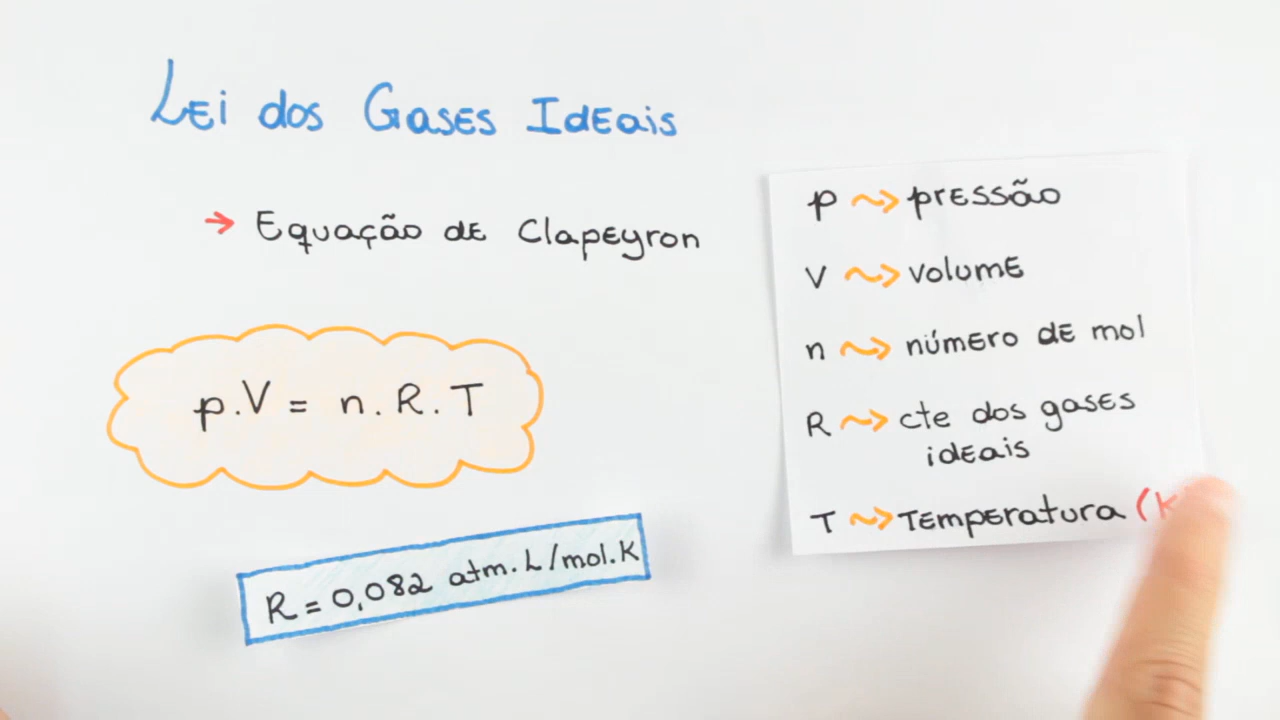 Lei dos Gases Ideais
→ Equação de Clapeyron
p.V = n.R.T
R = 0,082 atm.L/mol.K
p ~> pressão
V ~> volume
n ~> número de mol
R ~> cte dos gases
ideais
T ~> Temperatura (K